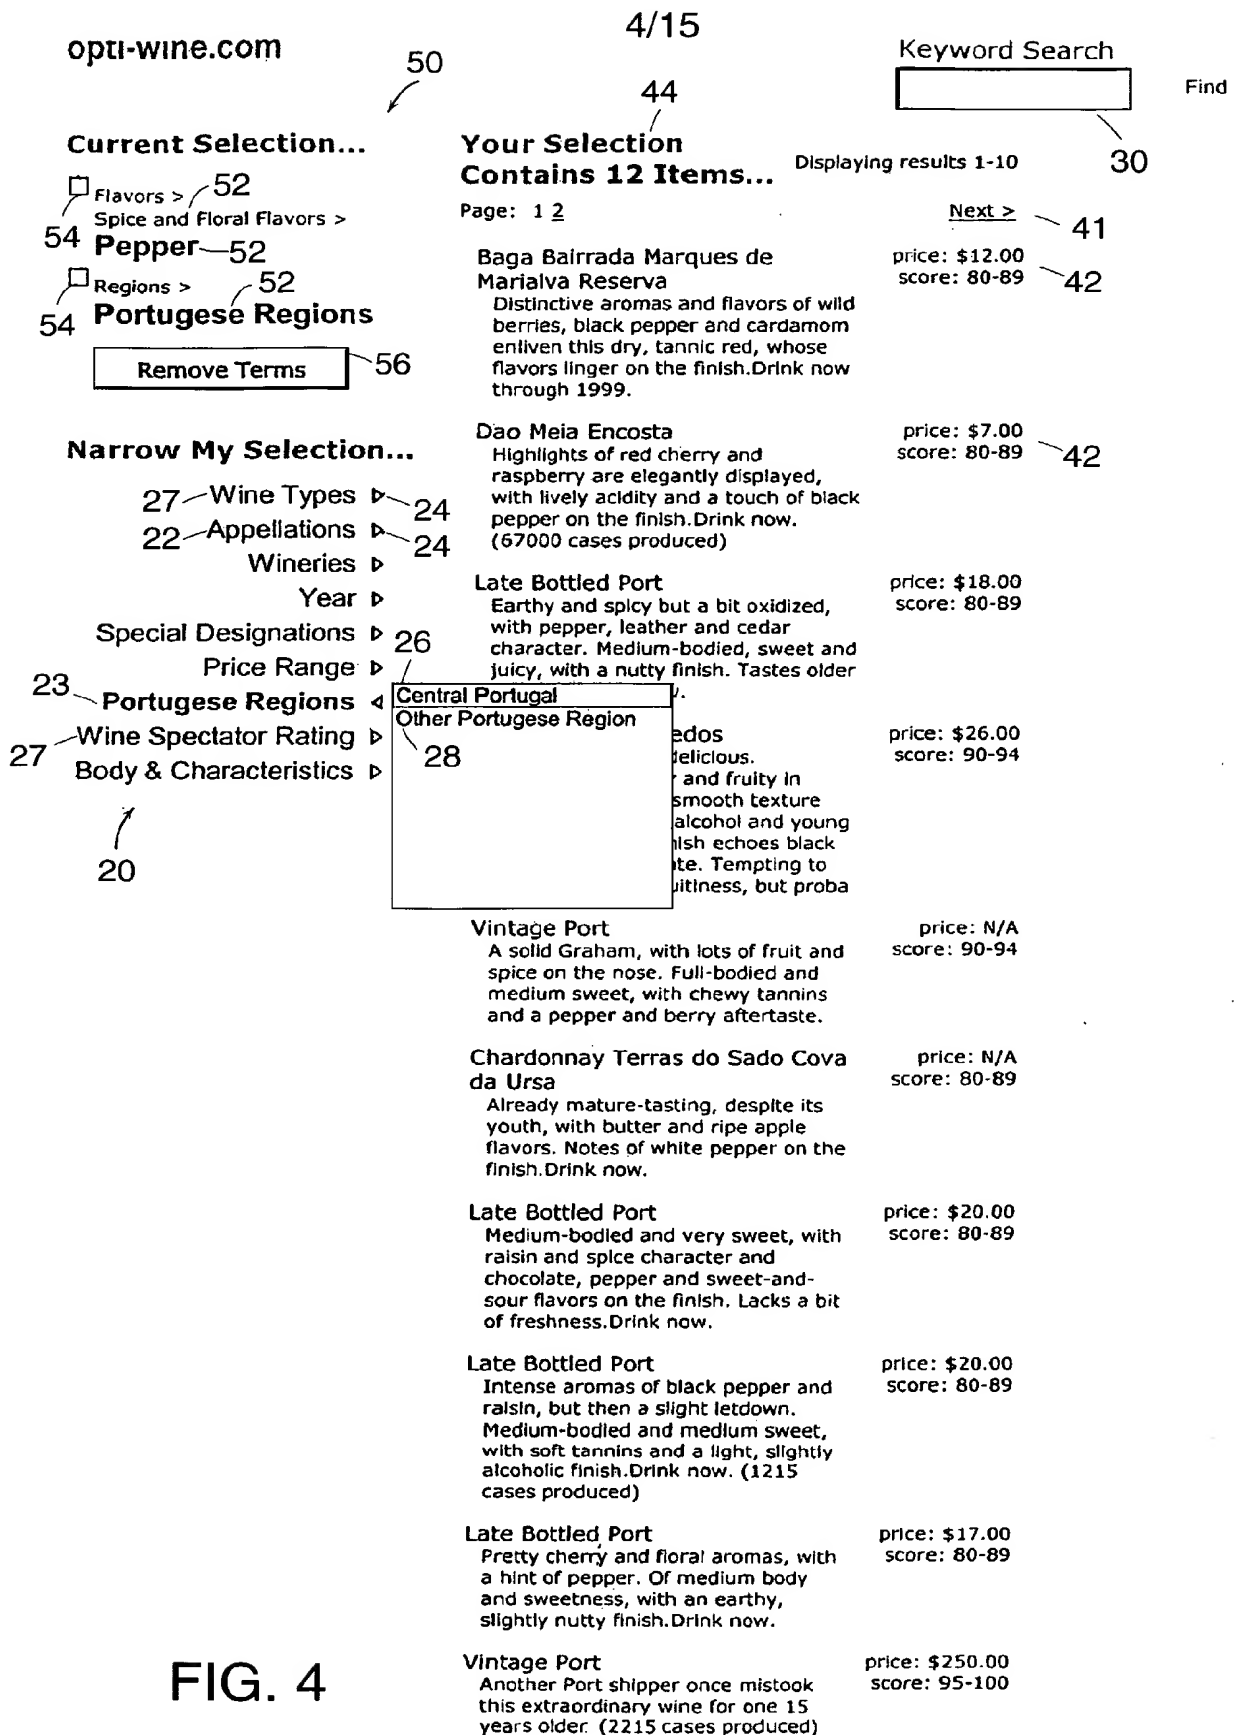 4/15
opti-wine.com
Keyword Search
Find
30
50
44
Current Selection...
Flavors >
52
Spice and Floral Flavors >
54
Pepper
52
Regions >
52
54
Portugese Regions
Remove Terms
56
Narrow My Selection...
27
Wine Types
24
22
Appellations
24
Wineries
Year
Special Designations
26
Price Range
23
Portugese Regions
27
Wine Spectator Rating
Body & Characteristics
20
Central Portugal
Other Portugese Region
28
Your Selection
Contains 12 Items...
Displaying results 1-10
Page: 1 2
Next >
41
Baga Bairrada Marques de
Marialva Reserva
price: $12.00
score: 80-89
42
Distinctive aromas and flavors of wild
berries, black pepper and cardamom
enliven this dry, tannic red, whose
flavors linger on the finish.Drink now
through 1999.
Dao Meia Encosta
price: $7.00
score: 80-89
42
Highlights of red cherry and
raspberry are elegantly displayed,
with lively acidity and a touch of black
pepper on the finish.Drink now.
(67000 cases produced)
Late Bottled Port
price: $18.00
score: 80-89
Earthy and spicy but a bit oxidized,
with pepper, leather and cedar
character. Medium-bodied, sweet and
juicy, with a nutty finish. Tastes older
edos
price: $26.00
score: 90-94
delicious.
and fruity in
smooth texture
alcohol and young
nish echoes black
te. Tempting to
uitiness, but proba
Vintage Port
price: N/A
score: 90-94
A solid Graham, with lots of fruit and
spice on the nose. Full-bodied and
medium sweet, with chewy tannins
and a pepper and berry aftertaste.
Chardonnay Terras do Sado Cova
da Ursa
price: N/A
score: 80-89
Already mature-tasting, despite its
youth, with butter and ripe apple
flavors. Notes of white pepper on the
finish.Drink now.
Late Bottled Port
price: $20.00
score: 80-89
Medium-bodied and very sweet, with
raisin and spice character and
chocolate, pepper and sweet-and-
sour flavors on the finish. Lacks a bit
of freshness.Drink now.
Late Bottled Port
price: $20.00
score: 80-89
Intense aromas of black pepper and
raisin, but then a slight letdown.
Medium-bodied and medium sweet,
with soft tannins and a light, slightly
alcoholic finish.Drink now. (1215
cases produced)
Late Bottled Port
price: $17.00
score: 80-89
Pretty cherry and floral aromas, with
a hint of pepper. Of medium body
and sweetness, with an earthy,
slightly nutty finish.Drink now.
Vintage Port
price: $250.00
score: 95-100
Another Port shipper once mistook
this extraordinary wine for one 15
years older. (2215 cases produced)
FIG. 4